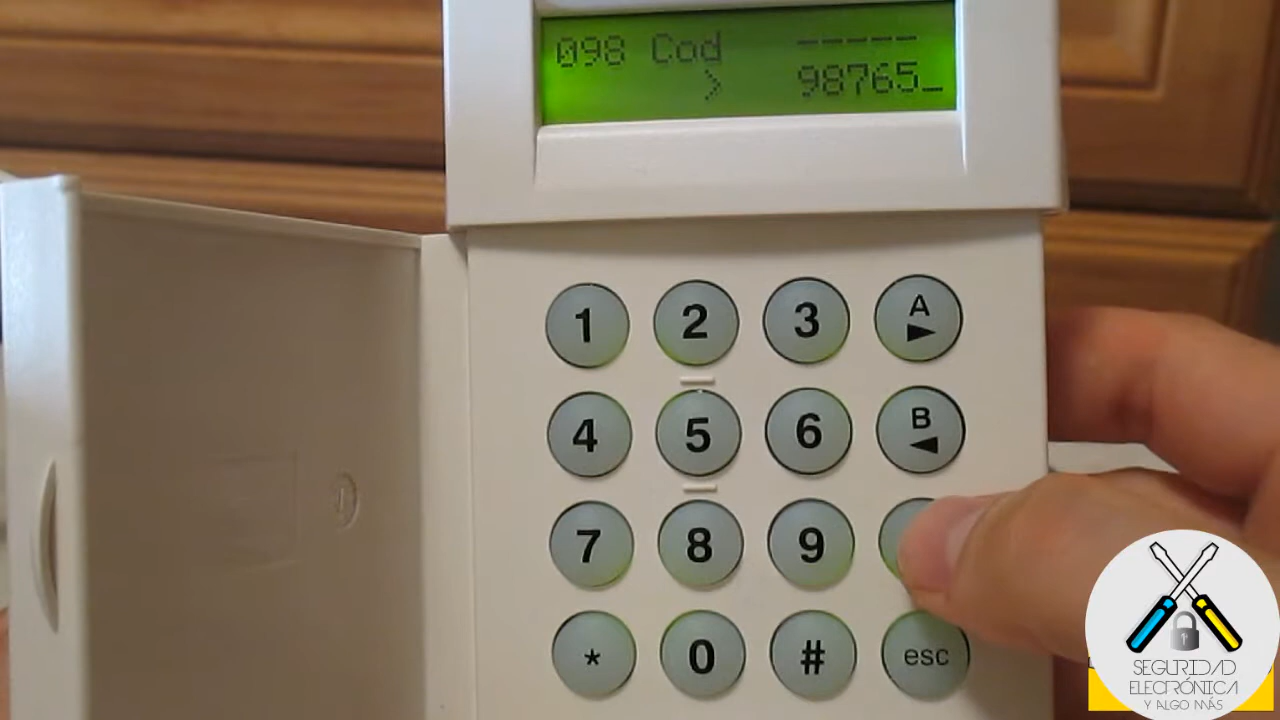 098 Cod -----
> 98765_
1 2 3 A
4 5 6 B
7 8 9
* 0 # esc
SEGURIDAD
ELECTRÓNICA
Y ALGO MÁS